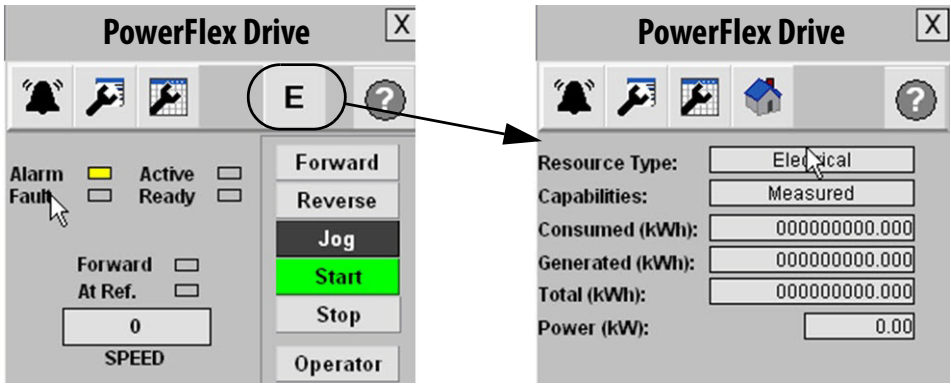 PowerFlex Drive X
E ?
Alarm Active
Fault Ready
Forward
At Ref.
0
SPEED
Forward
Reverse
Jog
Start
Stop
Operator
PowerFlex Drive X
?
Resource Type: Electrical
Capabilities: Measured
Consumed (kWh): 000000000.000
Generated (kWh): 000000000.000
Total (kWh): 000000000.000
Power (kW): 0.00